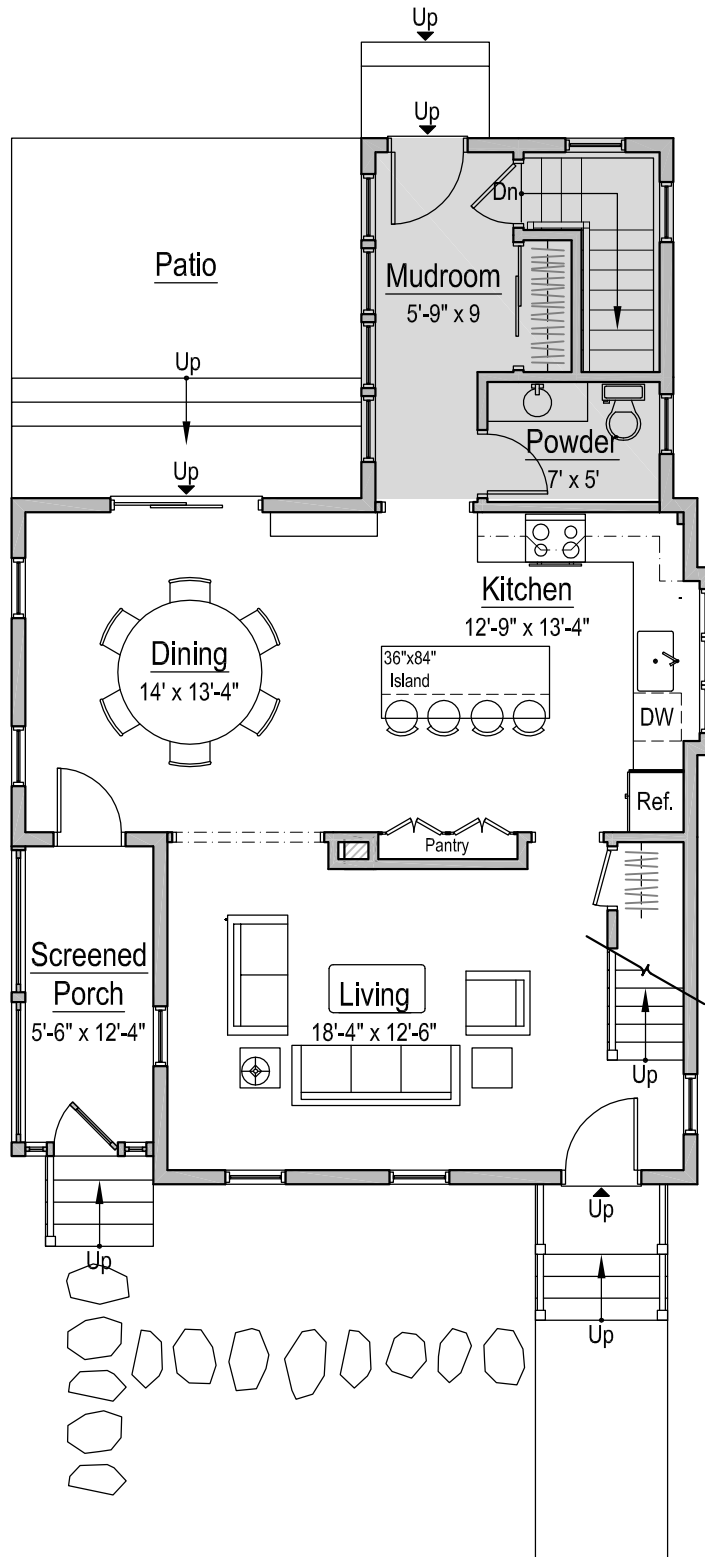 Up
Up
Dn
Patio
Mudroom
5'-9" x 9
Up
Powder
7' x 5'
Up
Kitchen
12'-9" x 13'-4"
Dining
14' x 13'-4"
36"x84"
Island
DW
Ref.
Pantry
Screened
Porch
5'-6" x 12'-4"
Living
18'-4" x 12'-6"
Up
Up
Up
Up